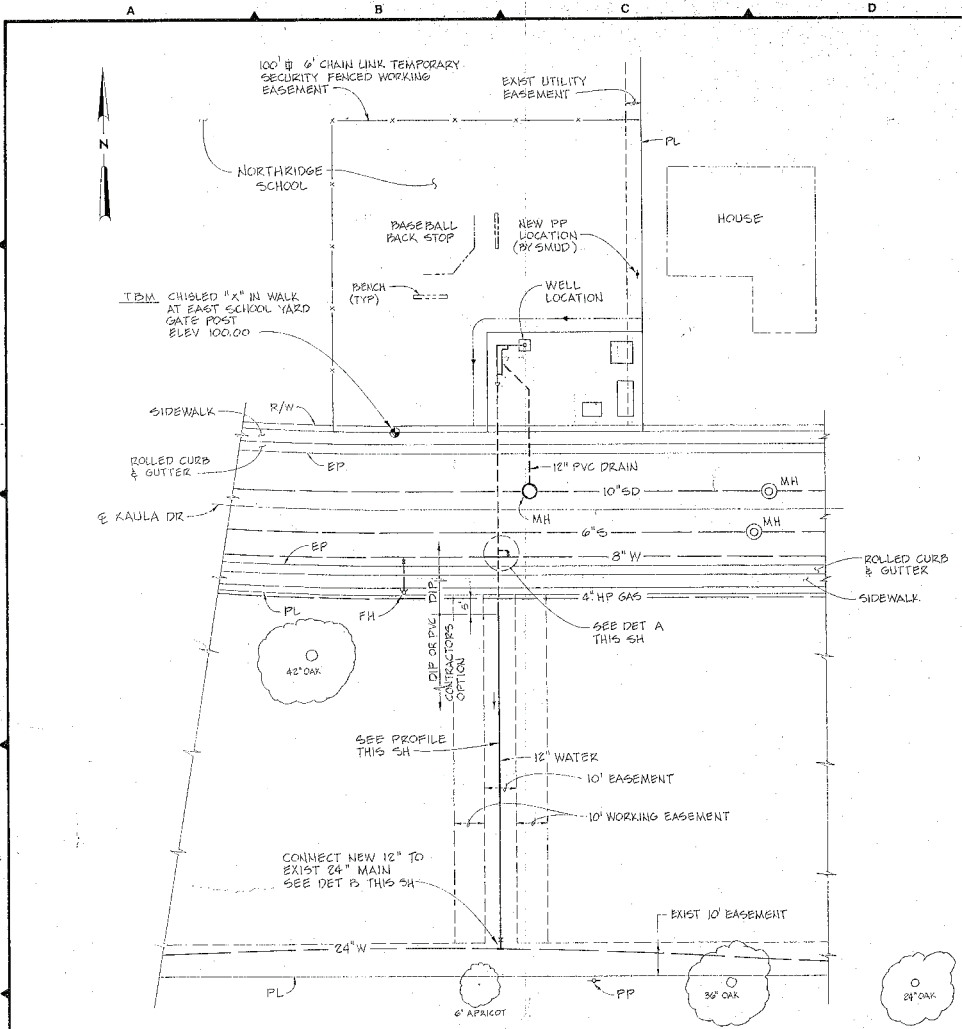 A
B
C
D
100' ⌷ 6' CHAIN LINK TEMPORARY
SECURITY FENCED WORKING
EASEMENT
EXIST UTILITY
EASEMENT
N
PL
NORTHRIDGE
SCHOOL
HOUSE
BASEBALL
BACK STOP
NEW PP
LOCATION
(BY SMUD)
BENCH
(TYP)
WELL
LOCATION
TBM CHISLED "X" IN WALK
AT EAST SCHOOL YARD
GATE POST
ELEV 100.00
SIDEWALK
R/W
ROLLED CURB
& GUTTER
EP
12" PVC DRAIN
10" SD
MH
MH
℄ KAULA DR
6" S
MH
EP
8" W
ROLLED CURB
& GUTTER
SIDEWALK
PL
FH
4" HP GAS
DIP
6'
DIP OR PVC
CONTRACTORS
OPTION
SEE DET A
THIS SH
42" OAK
SEE PROFILE
THIS SH
12" WATER
10' EASEMENT
10' WORKING EASEMENT
CONNECT NEW 12" TO
EXIST 24" MAIN
SEE DET B THIS SH
EXIST 10' EASEMENT
24" W
PL
6" APRICOT
PP
36" OAK
24" OAK